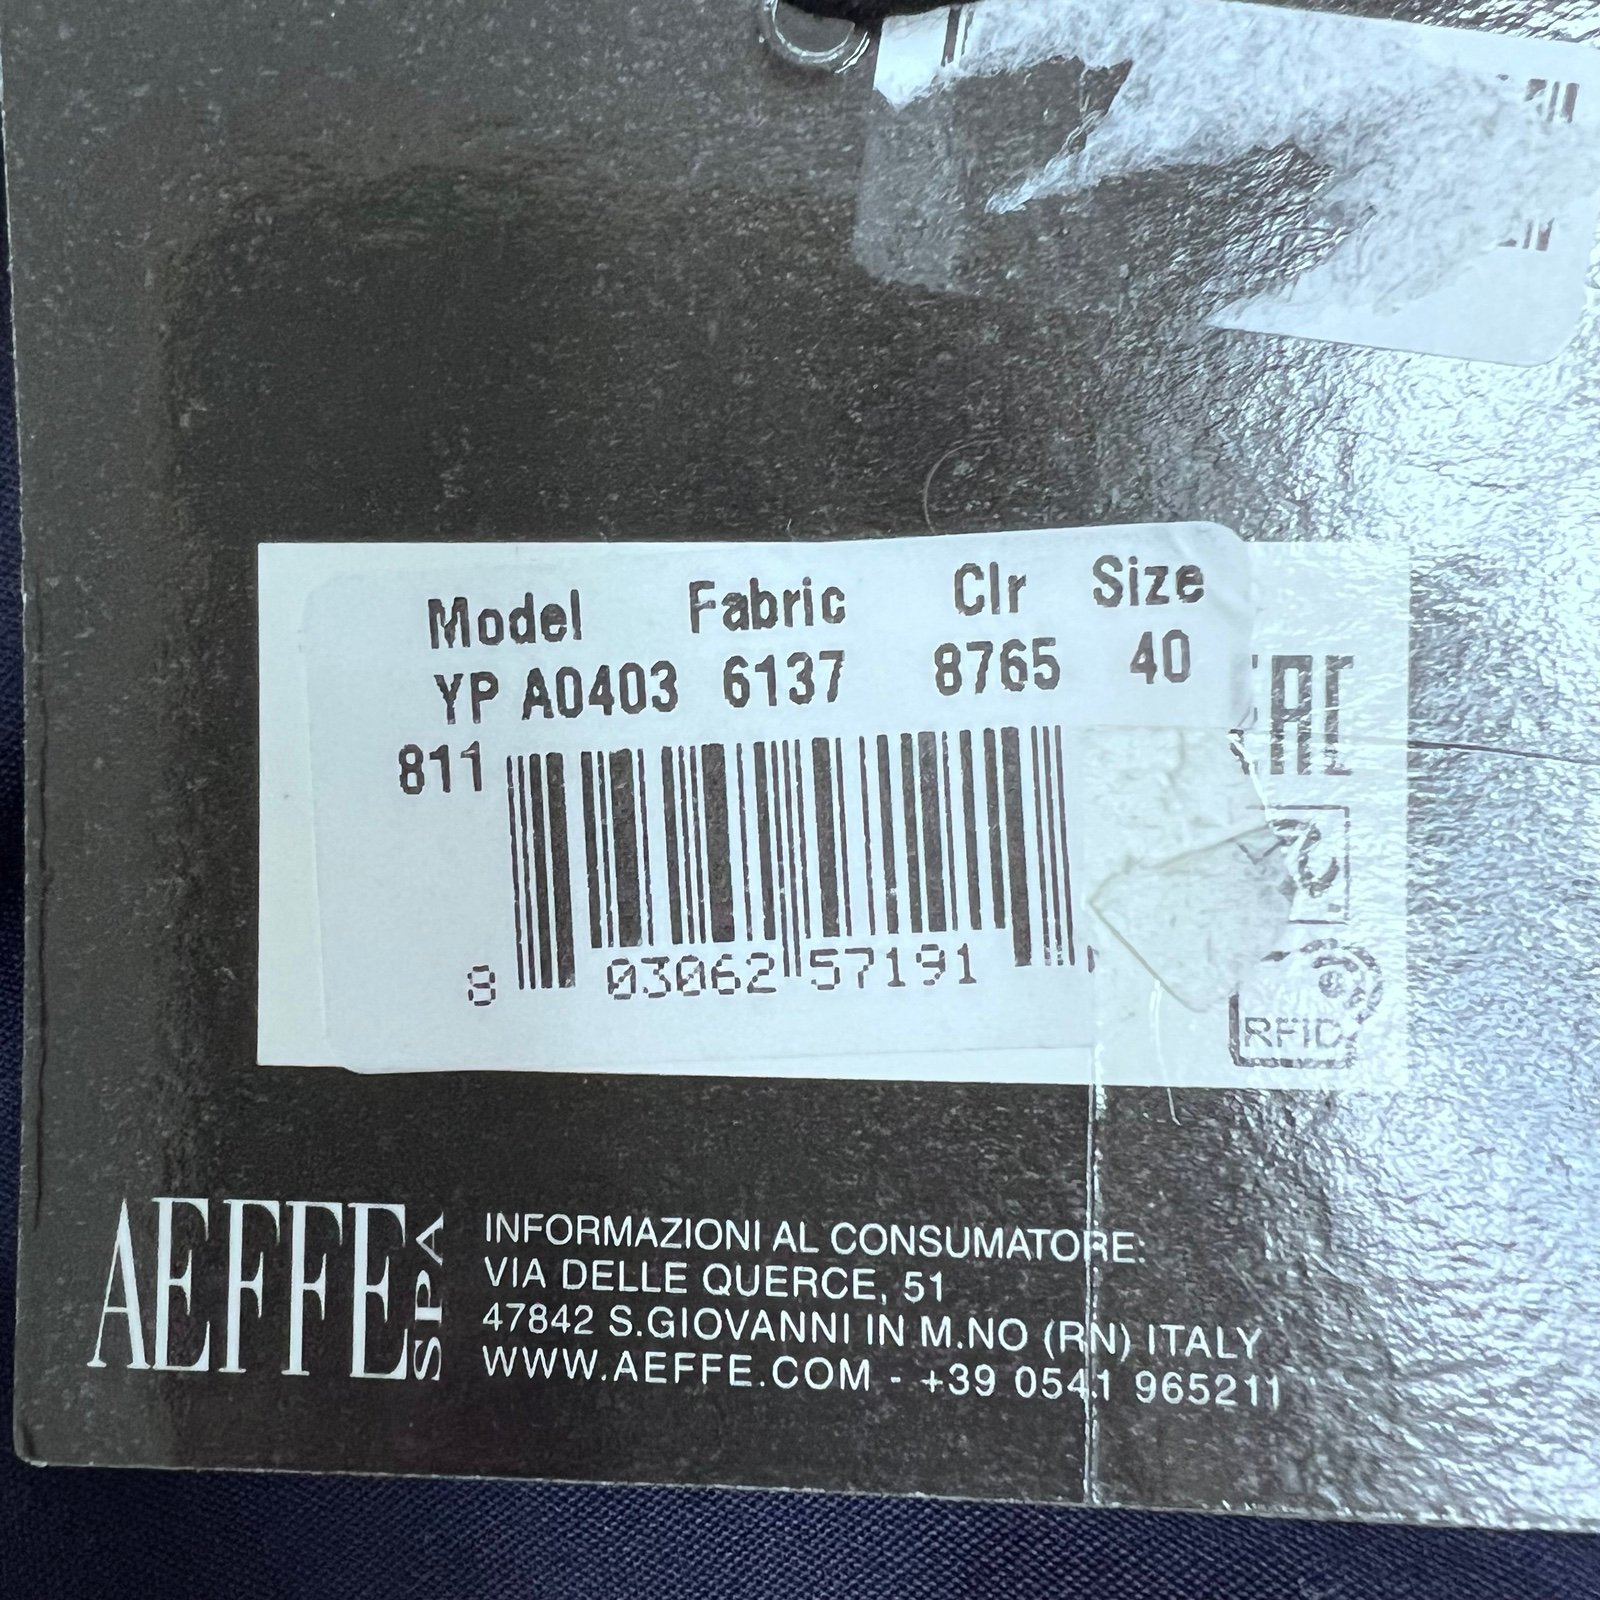 Model Fabric Clr Size
YP A0403 6137 8765 40
811
8 03062 57191
RFID
AEFFE SPA
INFORMAZIONI AL CONSUMATORE:
VIA DELLE QUERCE, 51
47842 S.GIOVANNI IN M.NO (RN) ITALY
WWW.AEFFE.COM - +39 0541 965211